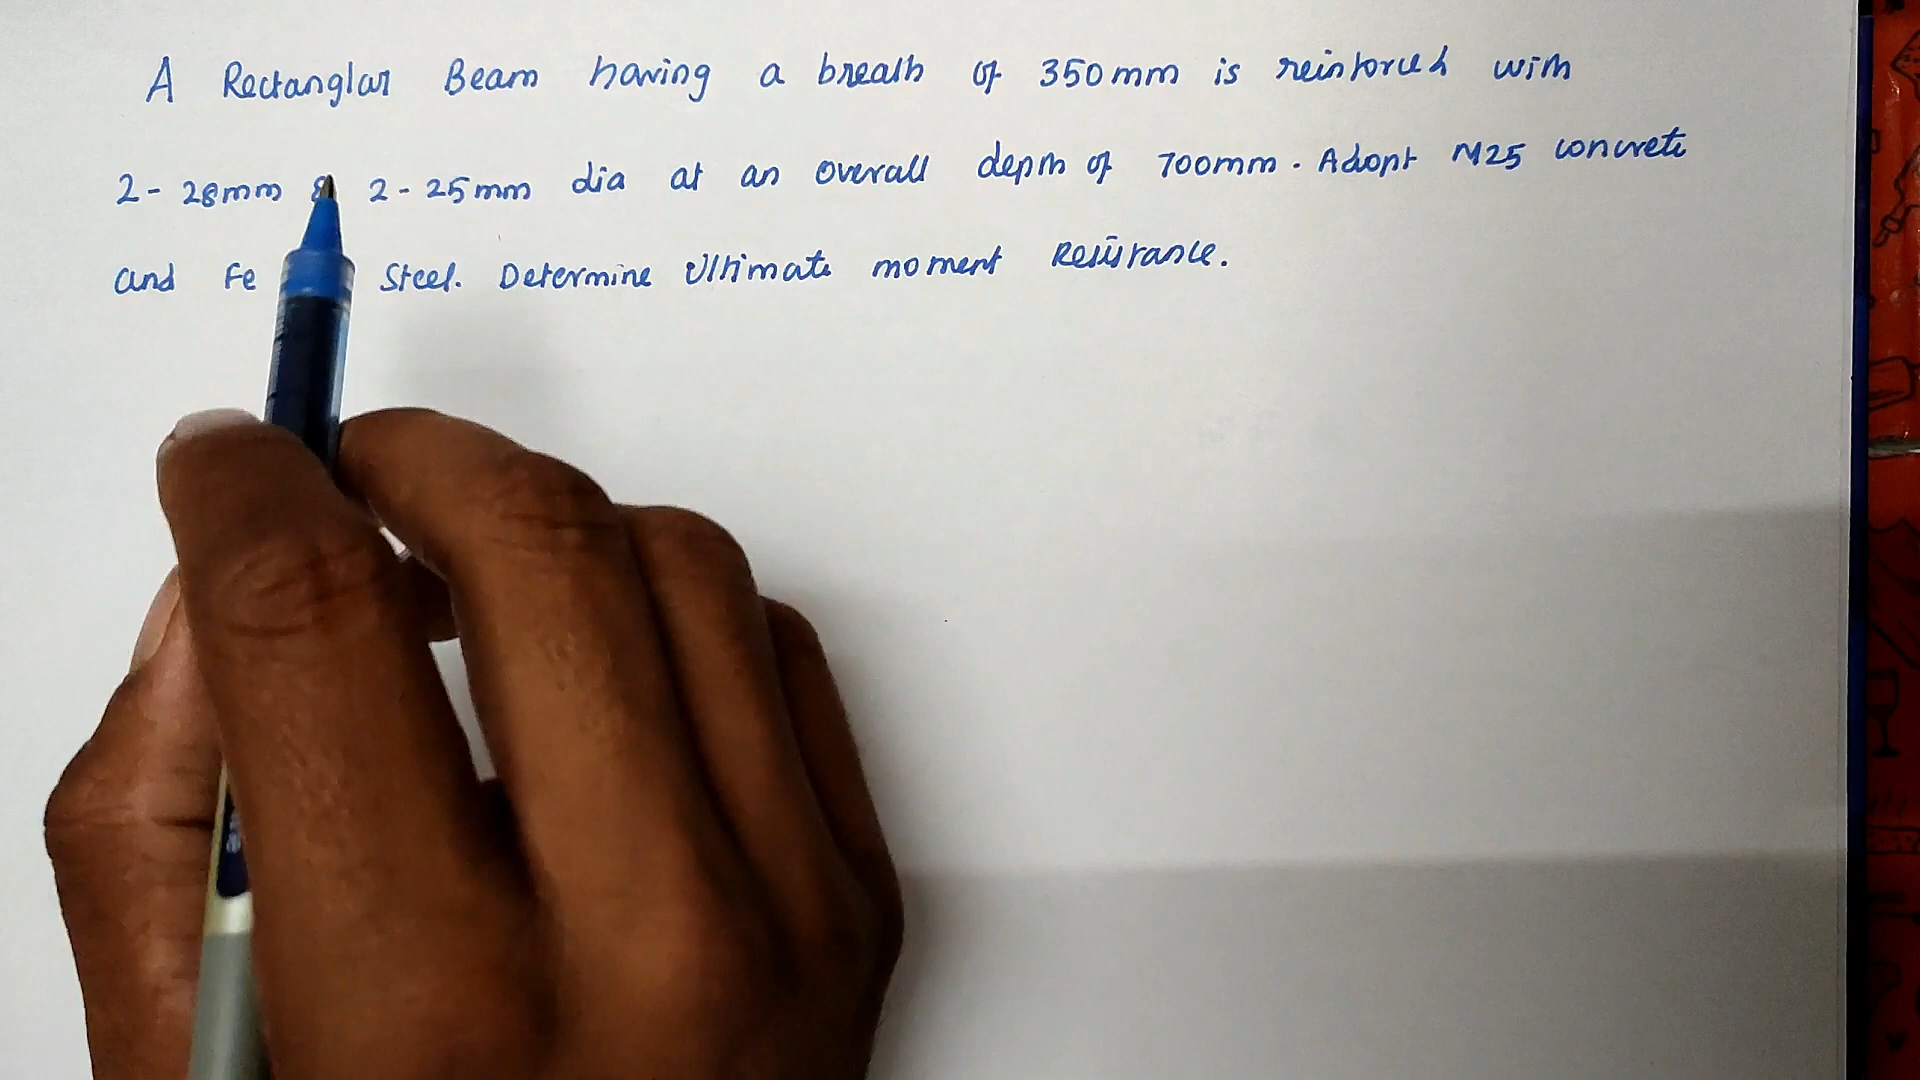 A Rectanglar Beam having a breath of 350mm is reinforced with
2 - 28mm & 2 - 25mm dia at an overall depth of 700mm. Adopt M25 concrete
and Fe Steel. Determine Ultimate moment Resistance.